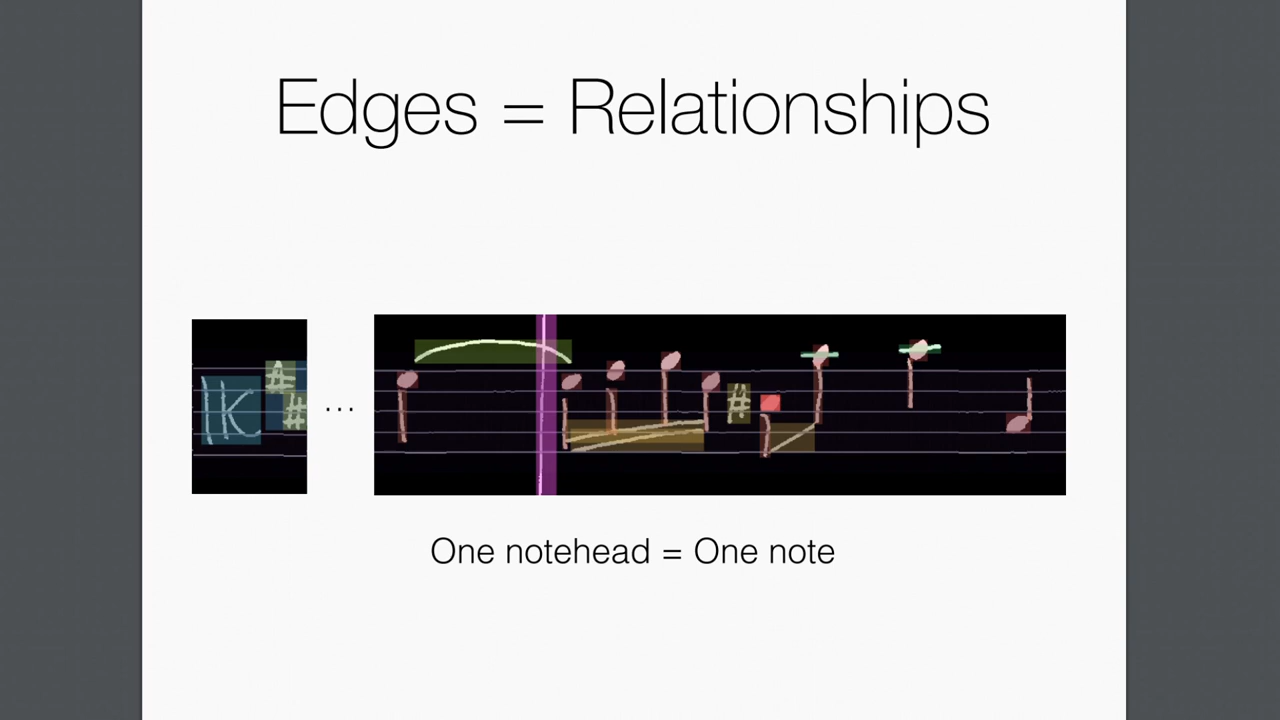 Edges = Relationships
...
One notehead = One note